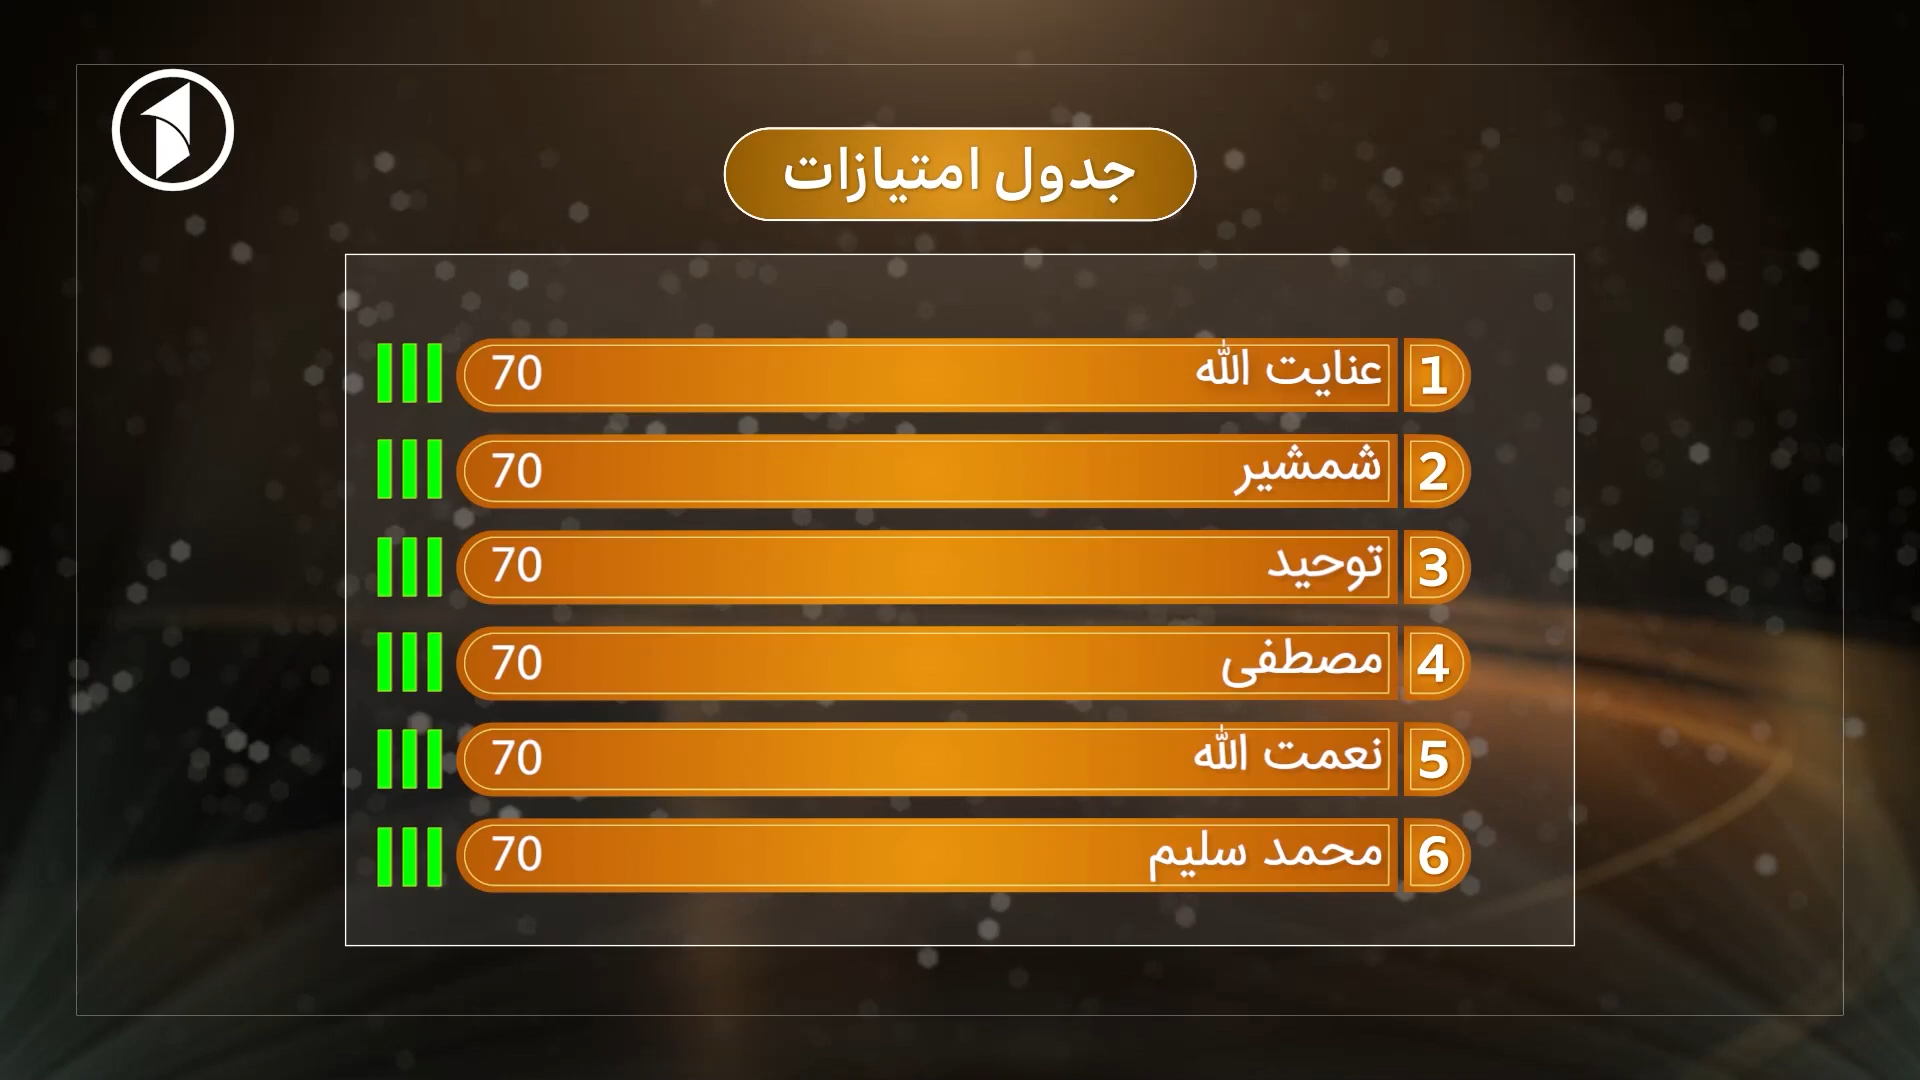 جدول امتیازات
1 عنایت الله 70
2 شمشیر 70
3 توحید 70
4 مصطفی 70
5 نعمت الله 70
6 محمد سلیم 70